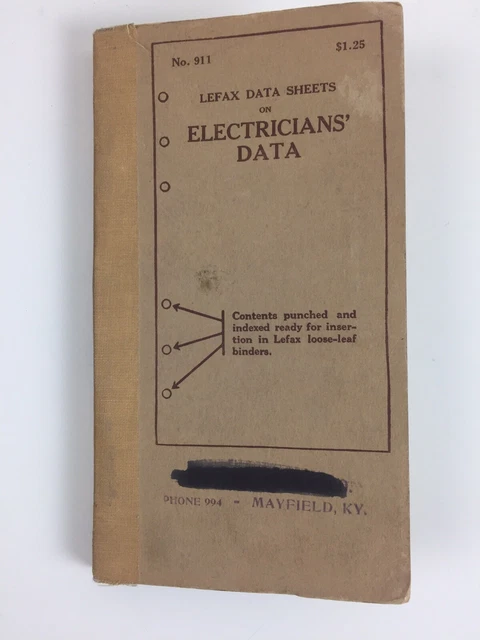 No. 911 $1.25
LEFAX DATA SHEETS
ON
ELECTRICIANS'
DATA
Contents punched and
indexed ready for inser-
tion in Lefax loose-leaf
binders.
PHONE 994 - MAYFIELD, KY.